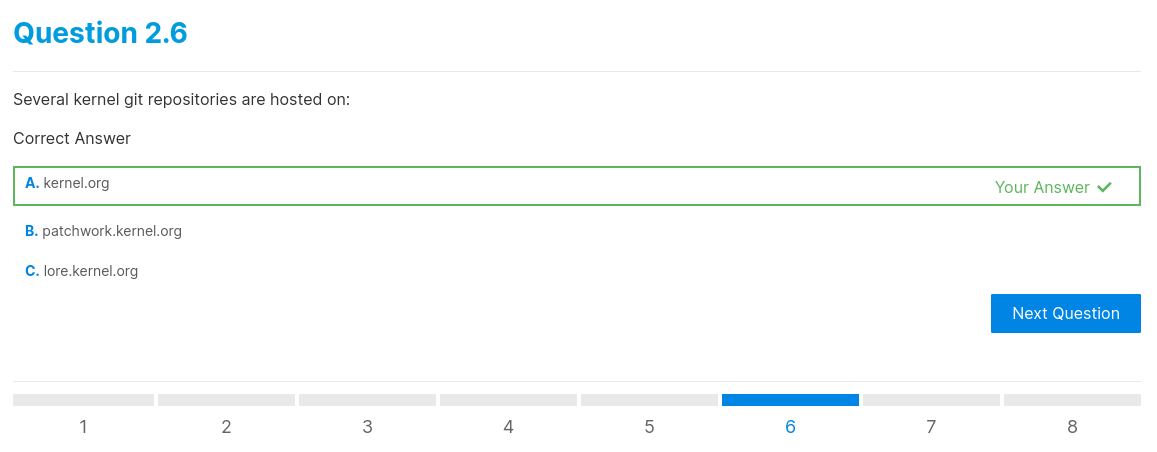 Question 2.6
Several kernel git repositories are hosted on:
Correct Answer
A. kernel.org
Your Answer
B. patchwork.kernel.org
C. lore.kernel.org
Next Question
1 2 3 4 5 6 7 8